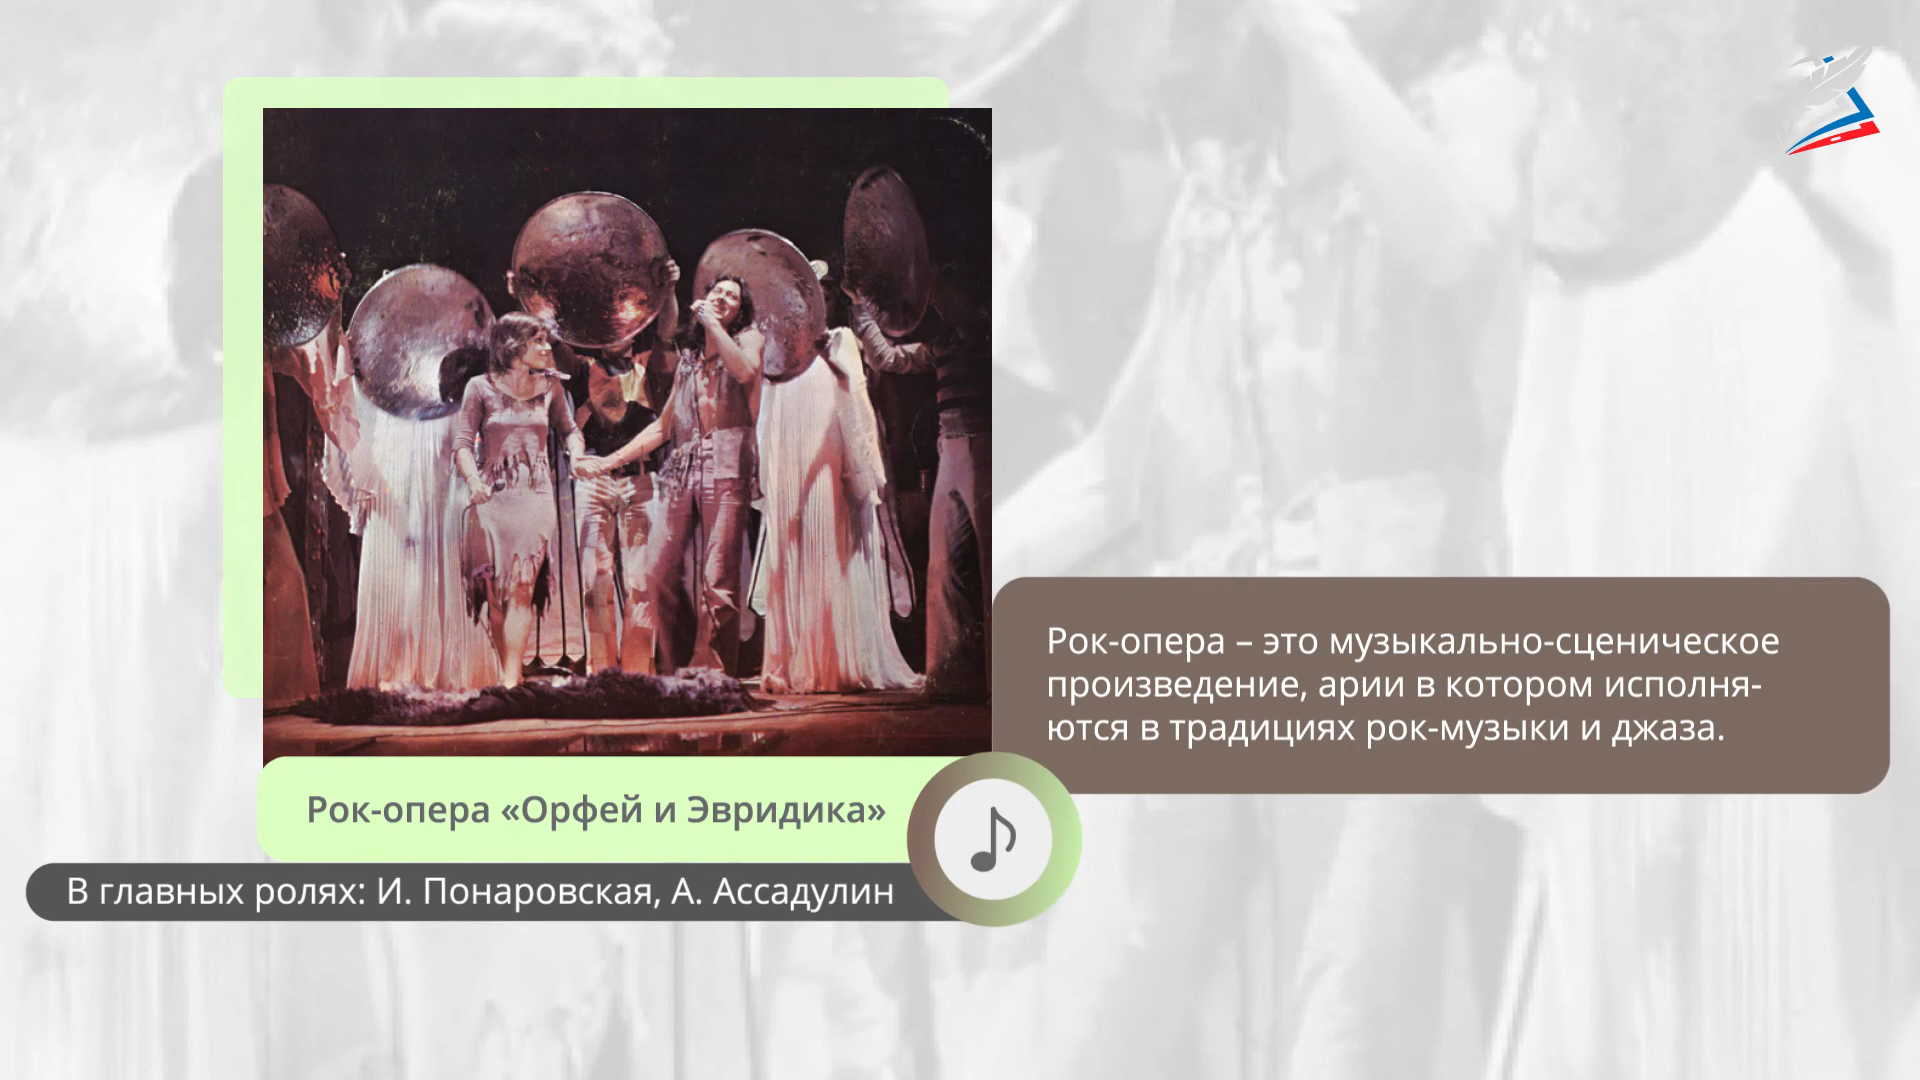 Рок-опера – это музыкально-сценическое
произведение, арии в котором исполня-
ются в традициях рок-музыки и джаза.
Рок-опера «Орфей и Эвридика»
В главных ролях: И. Понаровская, А. Ассадулин